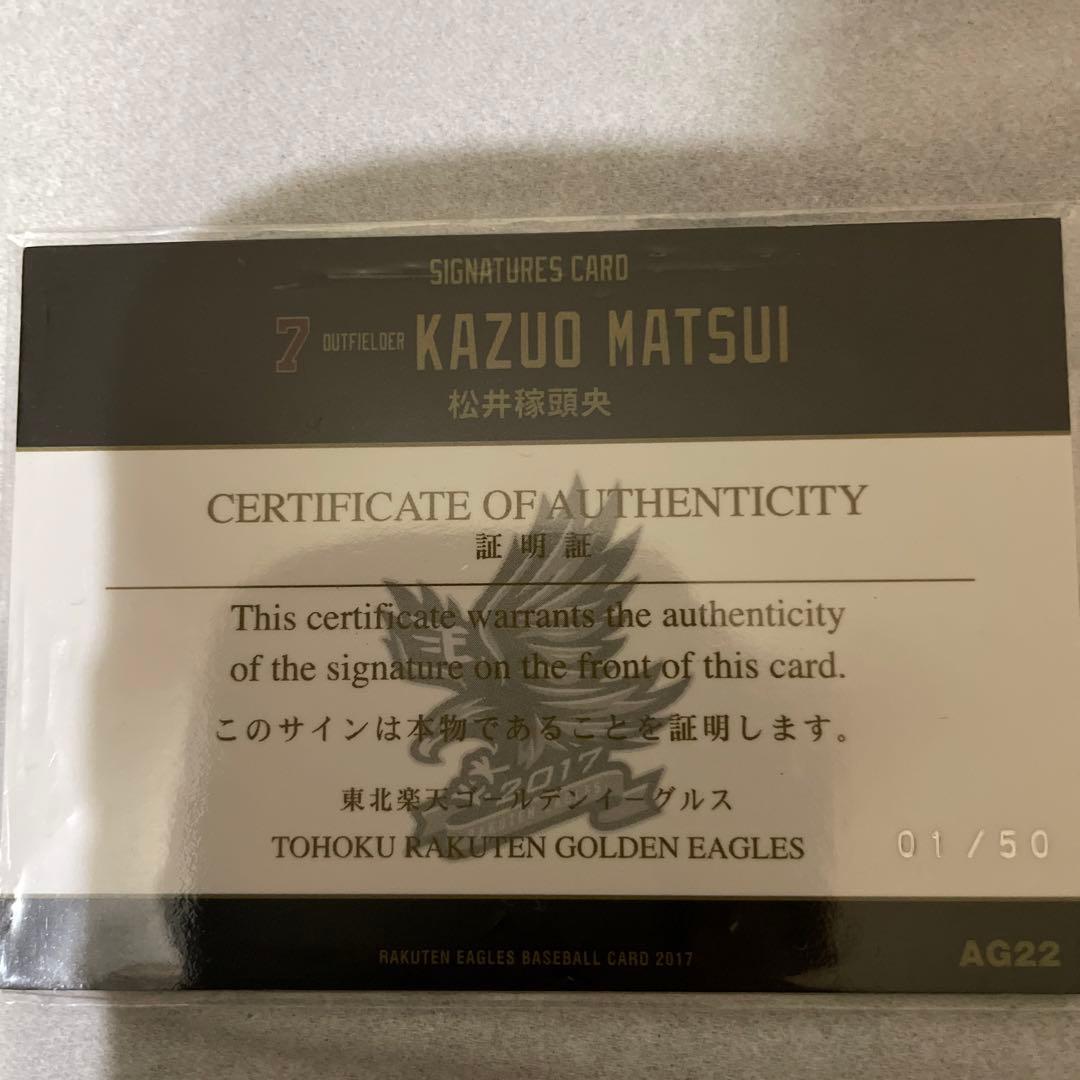 SIGNATURES CARD
7 OUTFIELDER KAZUO MATSUI
松井稼頭央
CERTIFICATE OF AUTHENTICITY
証明証
This certificate warrants the authenticity
of the signature on the front of this card.
このサインは本物であることを証明します。
2017
東北楽天ゴールデンイーグルス
TOHOKU RAKUTEN GOLDEN EAGLES
01/50
RAKUTEN EAGLES BASEBALL CARD 2017
AG22